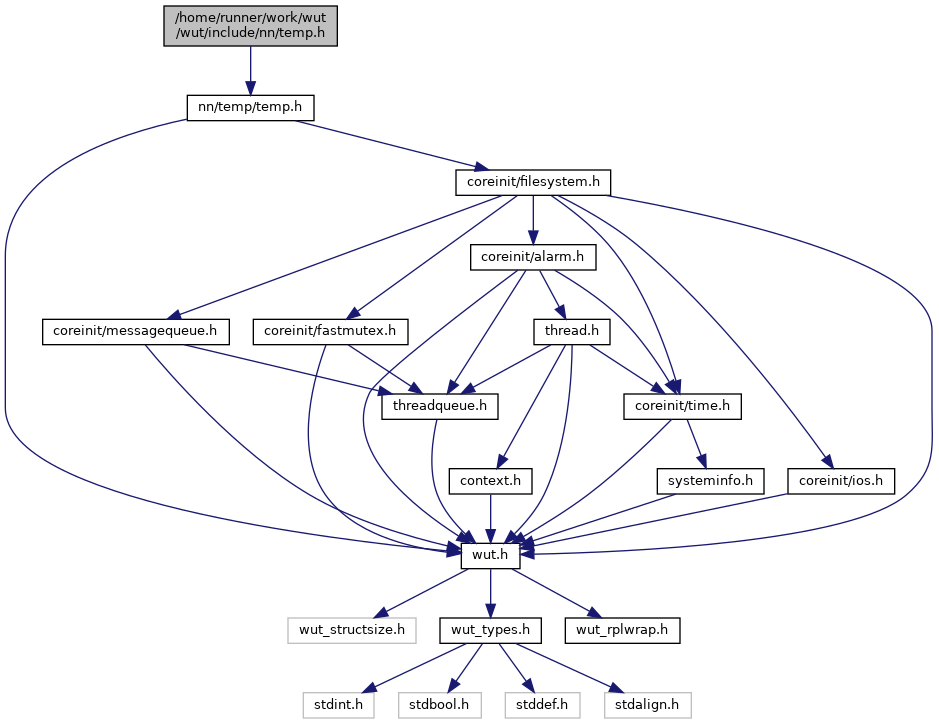 /home/runner/work/wut
/wut/include/nn/temp.h
nn/temp/temp.h
coreinit/filesystem.h
coreinit/alarm.h
coreinit/messagequeue.h
coreinit/fastmutex.h
thread.h
threadqueue.h
coreinit/time.h
context.h
systeminfo.h
coreinit/ios.h
wut.h
wut_structsize.h
wut_types.h
wut_rplwrap.h
stdint.h
stdbool.h
stddef.h
stdalign.h